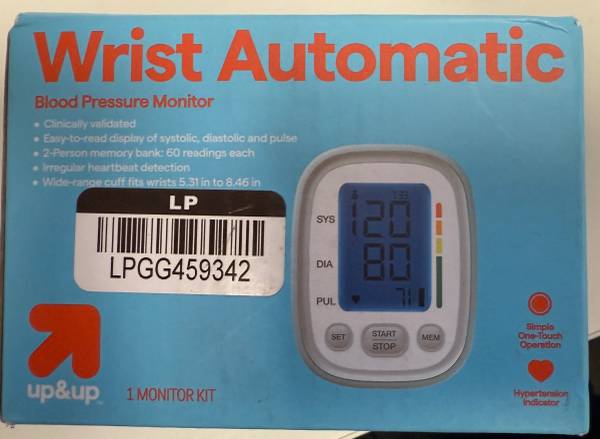 Wrist Automatic
Blood Pressure Monitor
• Clinically validated
• Easy-to-read display of systolic, diastolic and pulse
• 2-Person memory bank: 60 readings each
• Irregular heartbeat detection
• Wide-range cuff fits wrists 5.31 in to 8.46 in
LP
LPGG459342
SYS
120
DIA
80
PUL
71
SET
START
STOP
MEM
Simple
One-Touch
Operation
Hypertension
Indicator
up&up
1 MONITOR KIT